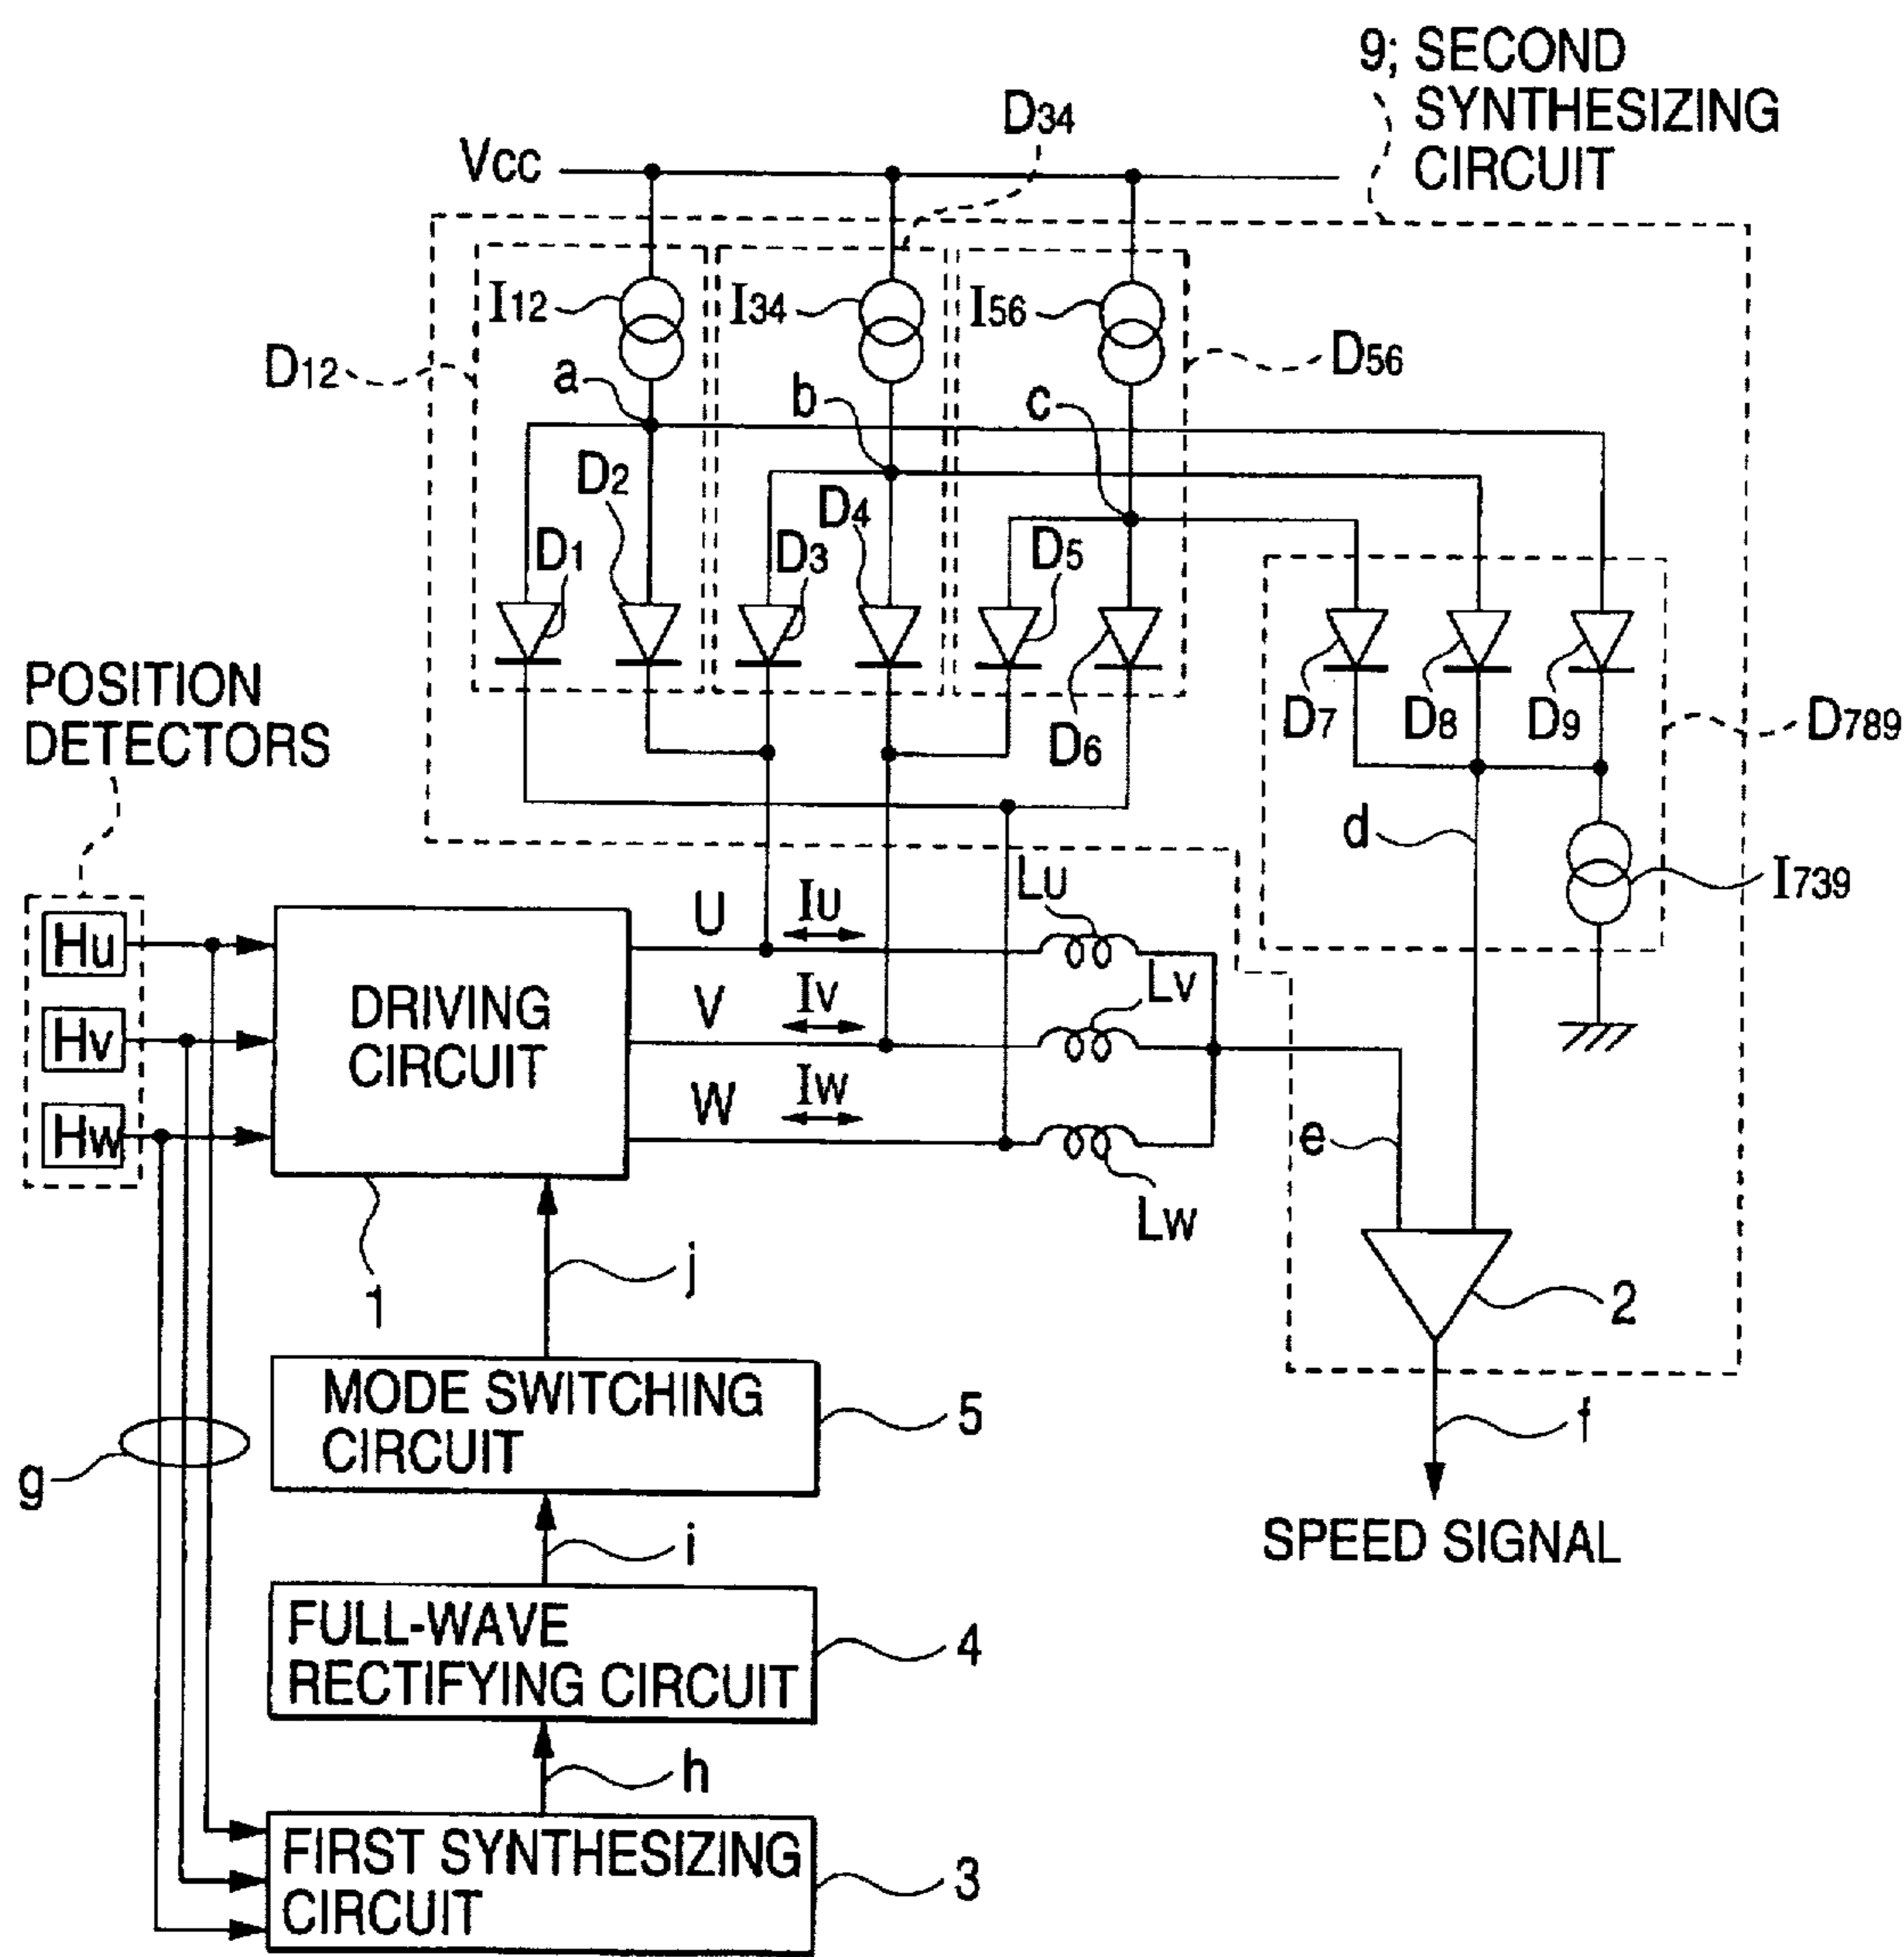 9; SECOND
SYNTHESIZING
CIRCUIT
D34
Vcc
I12
I34
I56
D12
D56
a
b
c
D2
D4
D1
D3
D5
POSITION
DETECTORS
D7
D8
D9
D789
D6
d
I739
Lu
U
Iu
Hu
Lv
V
Iv
DRIVING
CIRCUIT
Hv
W
Iw
Hw
e
Lw
j
1
2
MODE SWITCHING
CIRCUIT
5
f
g
SPEED SIGNAL
i
FULL-WAVE
RECTIFYING CIRCUIT
4
h
FIRST SYNTHESIZING
CIRCUIT
3